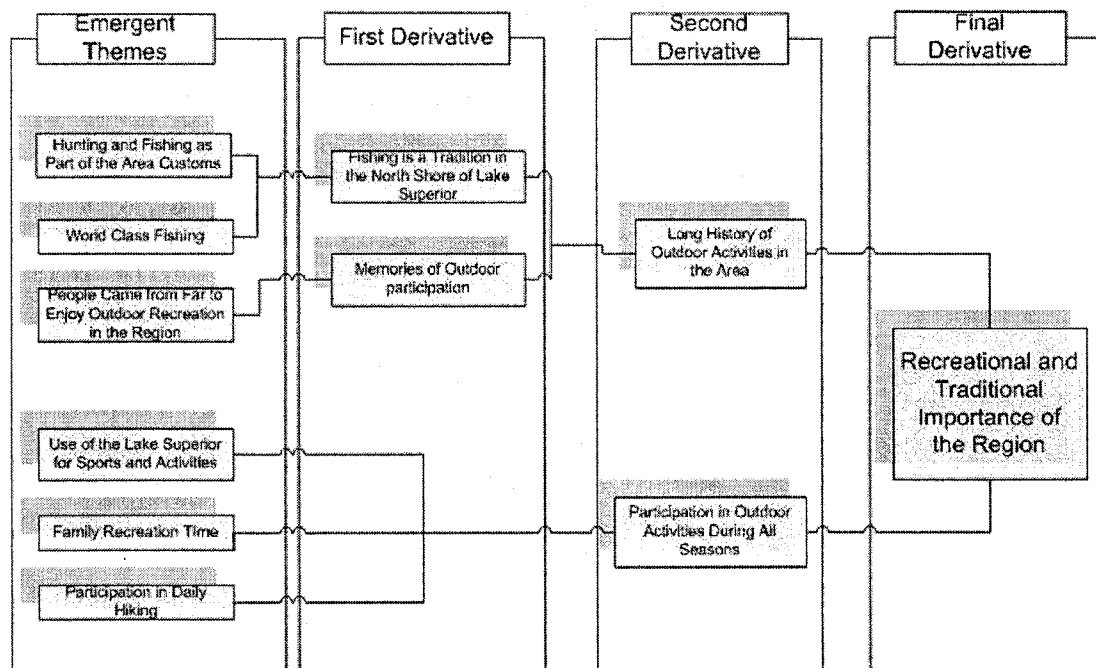 Emergent
Themes
First Derivative
Second
Derivative
Final
Derivative
Hunting and Fishing as
Part of the Area Customs
World Class Fishing
People Came from Far to
Enjoy Outdoor Recreation
in the Region
Use of the Lake Superior
for Sports and Activities
Family Recreation Time
Participation in Daily
Hiking
Fishing is a Tradition in
the North Shore of Lake
Superior
Memories of Outdoor
participation
Long History of
Outdoor Activities in
the Area
Participation in Outdoor
Activities During All
Seasons
Recreational and
Traditional
Importance of
the Region